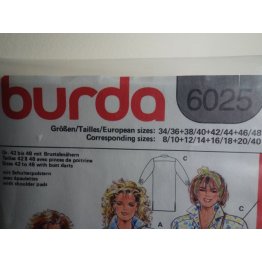 burda
6025
Größen/Tailles/European sizes: 34/36+38/40+42/44+46/48
Corresponding sizes: 8/10+12/14+16/18+20/40
Gr. 42 bis 48 mit Brustabnähern
Tailles 42 à 48 avec pinces de poitrine
Sizes 42 to 48 with bust darts
mit Schulterpolstern
avec épaulettes
with shoulder pads
C
A
C